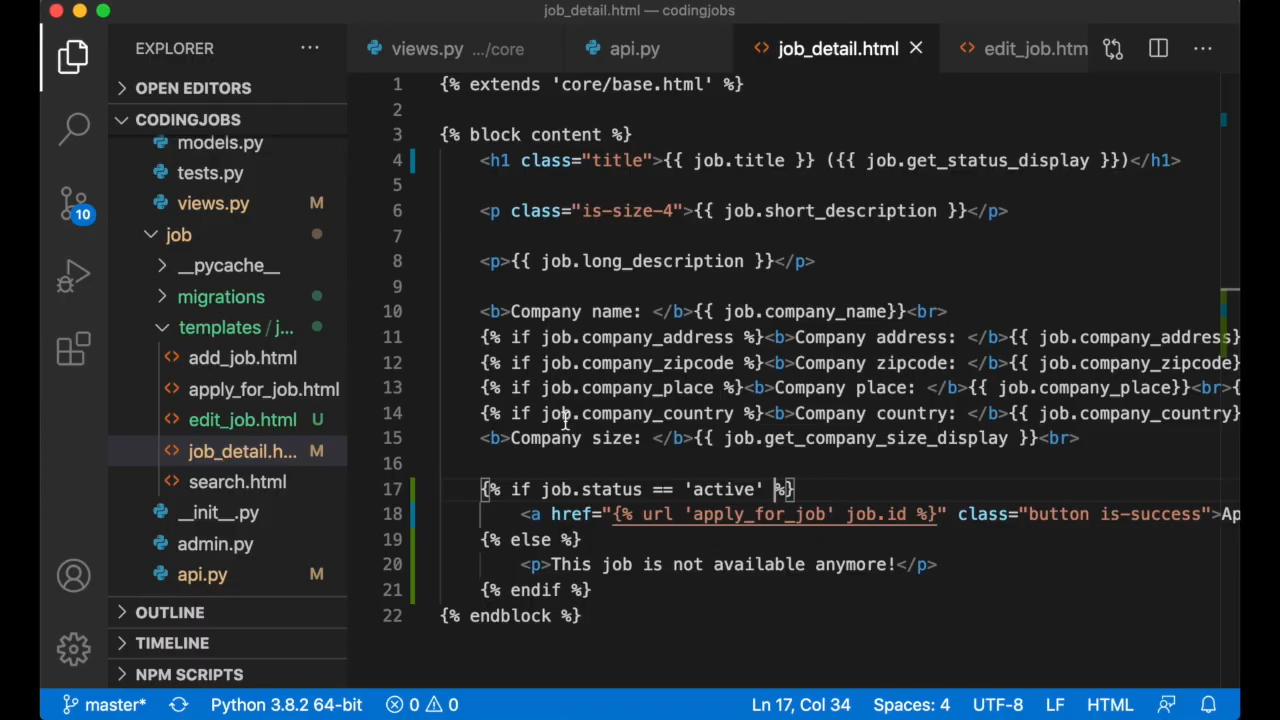 job_detail.html — codingjobs
EXPLORER
views.py .../core
api.py
job_detail.html
edit_job.htm
OPEN EDITORS
CODINGJOBS
models.py
tests.py
views.py M
job
__pycache__
migrations
templates / j...
add_job.html
apply_for_job.html
edit_job.html U
job_detail.h... M
search.html
__init__.py
admin.py
api.py M
OUTLINE
TIMELINE
NPM SCRIPTS
10
1 {% extends 'core/base.html' %}
2
3 {% block content %}
4 <h1 class="title">{{ job.title }} ({{ job.get_status_display }})</h1>
5
6 <p class="is-size-4">{{ job.short_description }}</p>
7
8 <p>{{ job.long_description }}</p>
9
10 <b>Company name: </b>{{ job.company_name}}<br>
11 {% if job.company_address %}<b>Company address: </b>{{ job.company_address}
12 {% if job.company_zipcode %}<b>Company zipcode: </b>{{ job.company_zipcode}
13 {% if job.company_place %}<b>Company place: </b>{{ job.company_place}}<br>{
14 {% if job.company_country %}<b>Company country: </b>{{ job.company_country}
15 <b>Company size: </b>{{ job.get_company_size_display }}<br>
16
17 {% if job.status == 'active' %}
18 <a href="{% url 'apply_for_job' job.id %}" class="button is-success">Ap
19 {% else %}
20 <p>This job is not available anymore!</p>
21 {% endif %}
22 {% endblock %}
master* Python 3.8.2 64-bit 0 0 Ln 17, Col 34 Spaces: 4 UTF-8 LF HTML